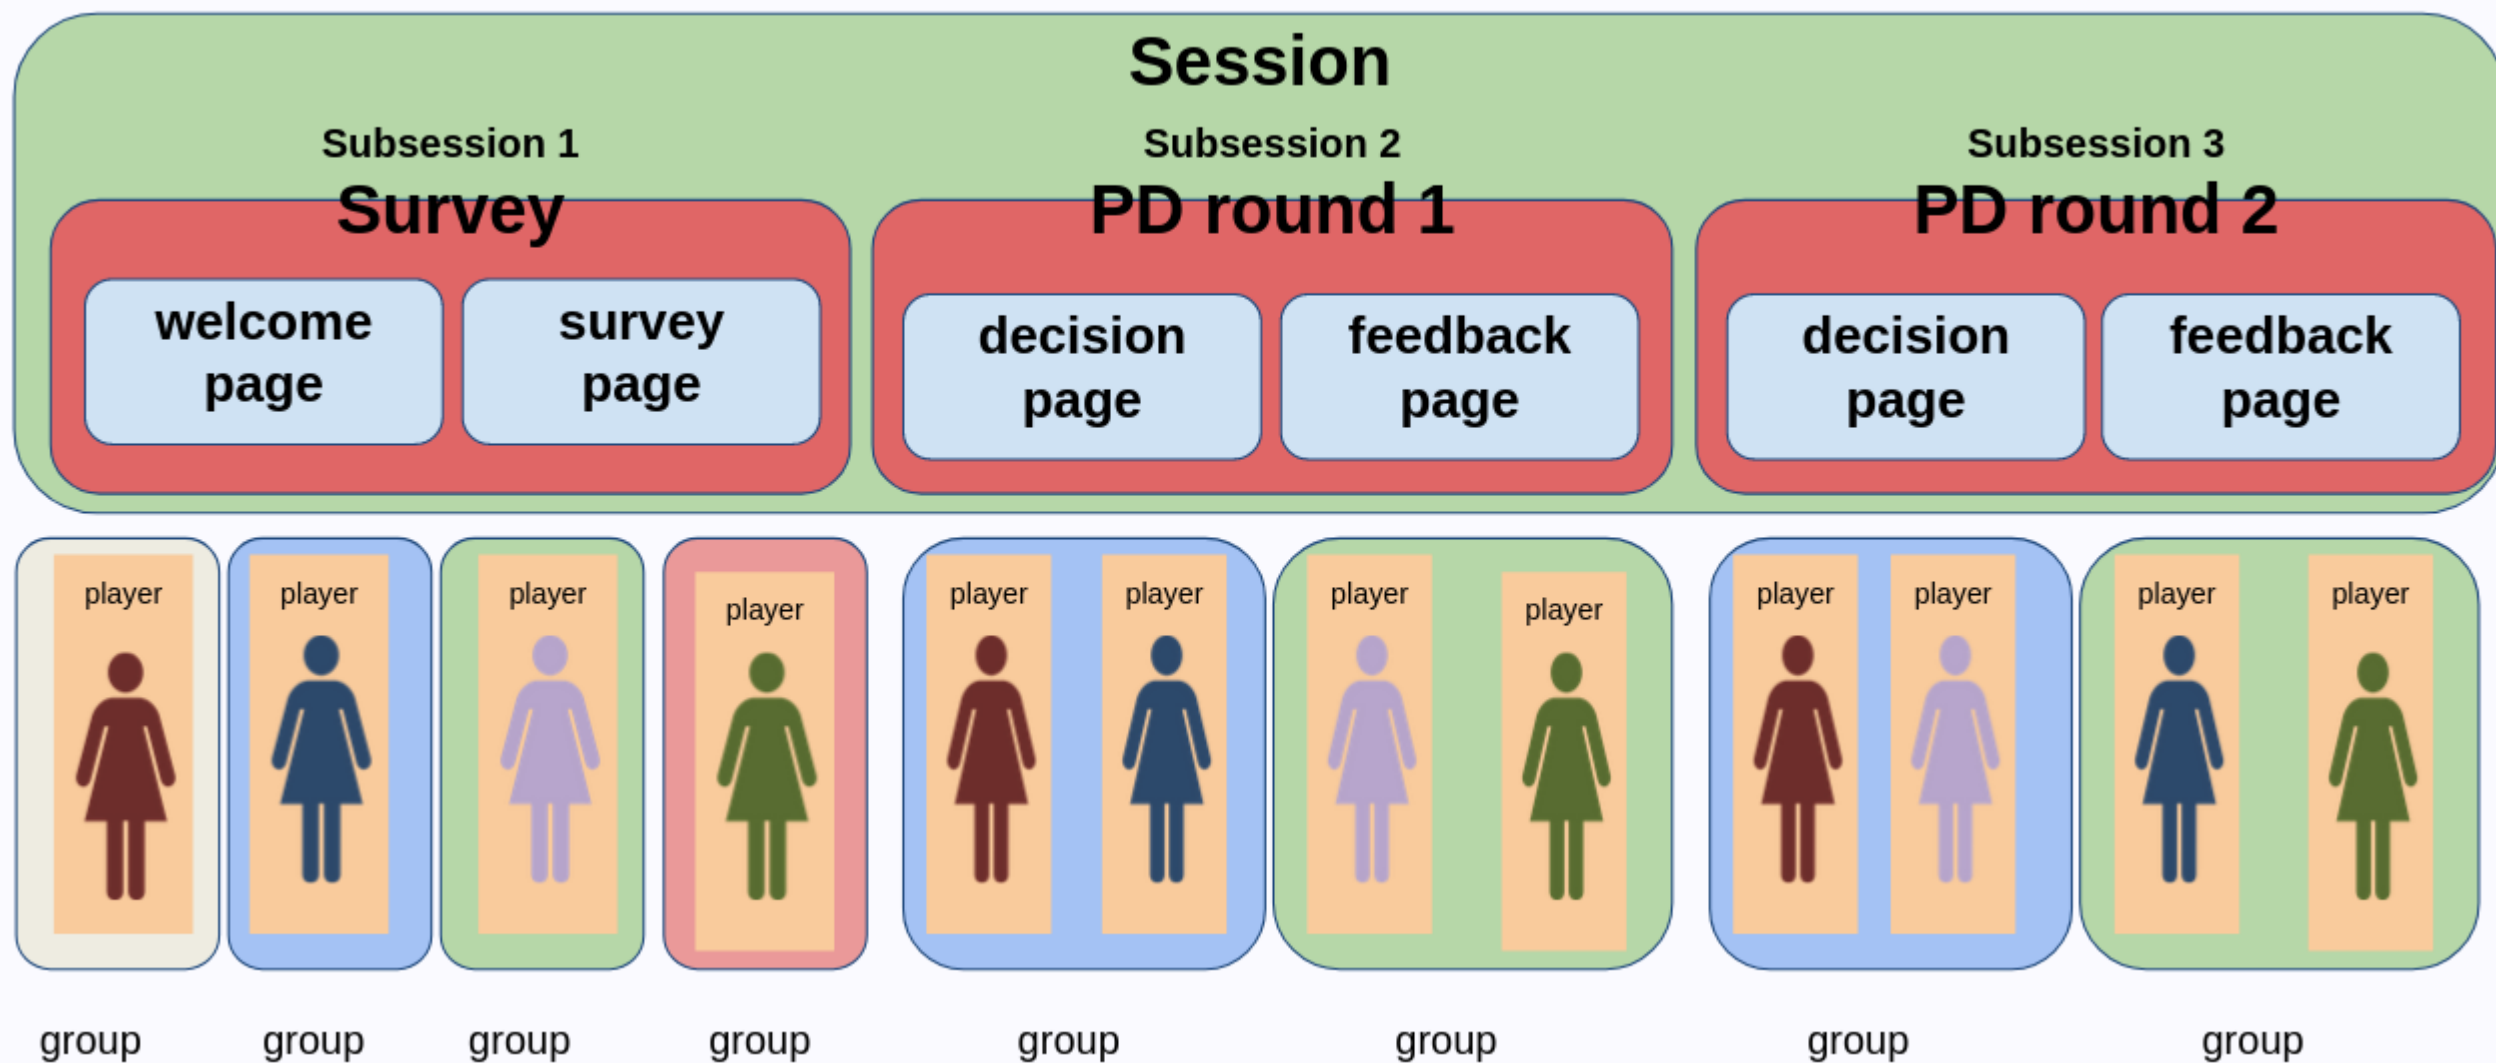 Session
Subsession 1
Subsession 2
Subsession 3
Survey
PD round 1
PD round 2
welcome
page
survey
page
decision
page
feedback
page
decision
page
feedback
page
player
player
player
player
player
player
player
player
player
player
player
player
group
group
group
group
group
group
group
group